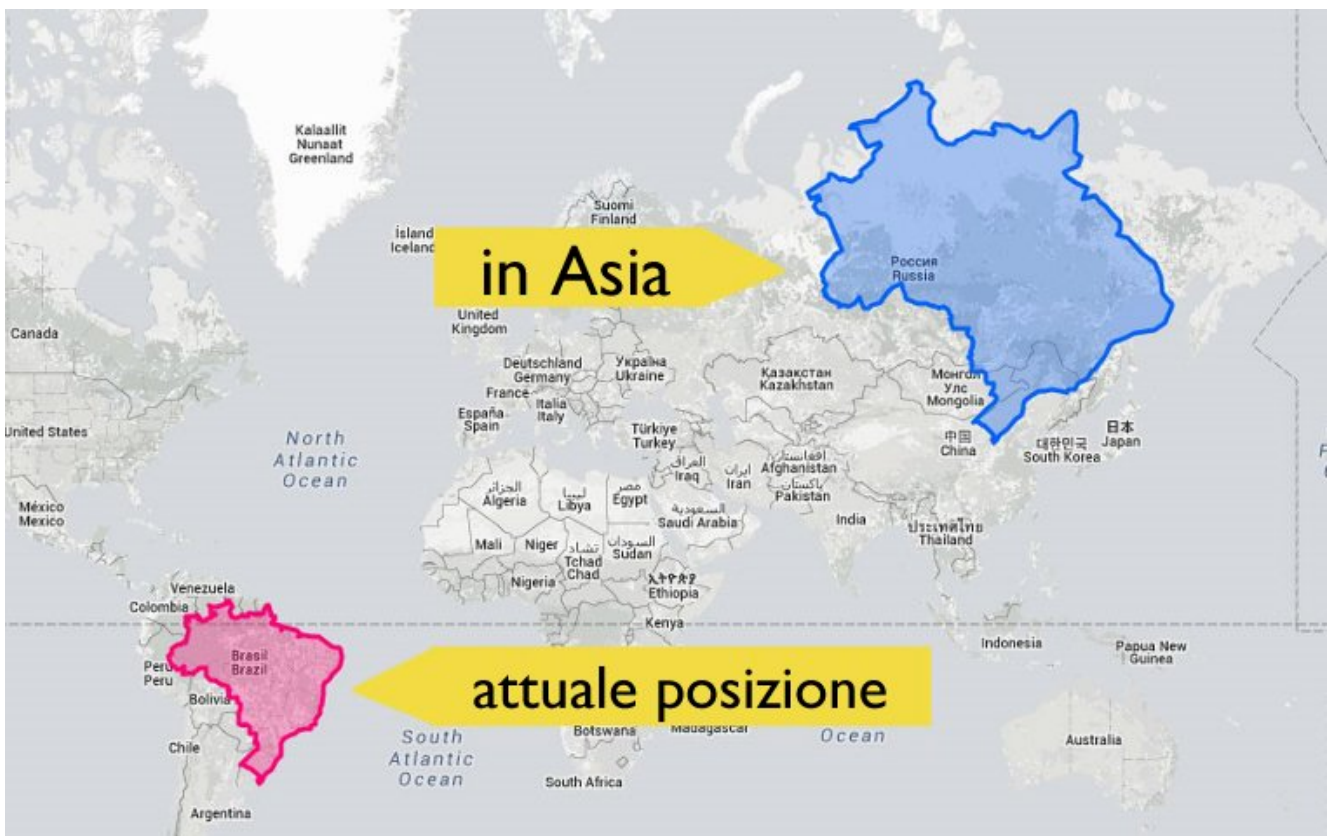 Kalaallit
Nunaat
Greenland
Suomi
Finland
Ísland
Iceland
in Asia
Россия
Russia
United
Kingdom
Canada
Deutschland
Germany
Україна
Ukraine
Казакстан
Kazakhstan
Монгол
Улс
Mongolia
France
Italia
Italy
España
Spain
United States
North
Atlantic
Ocean
Türkiye
Turkey
中国
China
대한민국
South Korea
日本
Japan
العراق
Iraq
ایران
Iran
افغانستان
Afghanistan
پاکستان
Pakistan
الجزائر
Algeria
ليبيا
Libya
مصر
Egypt
السعودية
Saudi Arabia
México
Mexico
India
ประเทศไทย
Thailand
Mali
Niger
تشاد
Tchad
Chad
السودان
Sudan
Nigeria
ኢትዮጵያ
Ethiopia
Venezuela
Colombia
Kenya
Indonesia
Papua New
Guinea
Brasil
Brazil
Peru
Peru
Bolivia
attuale posizione
Botswana
Madagascar
Ocean
South
Atlantic
Ocean
Chile
Australia
South Africa
Argentina